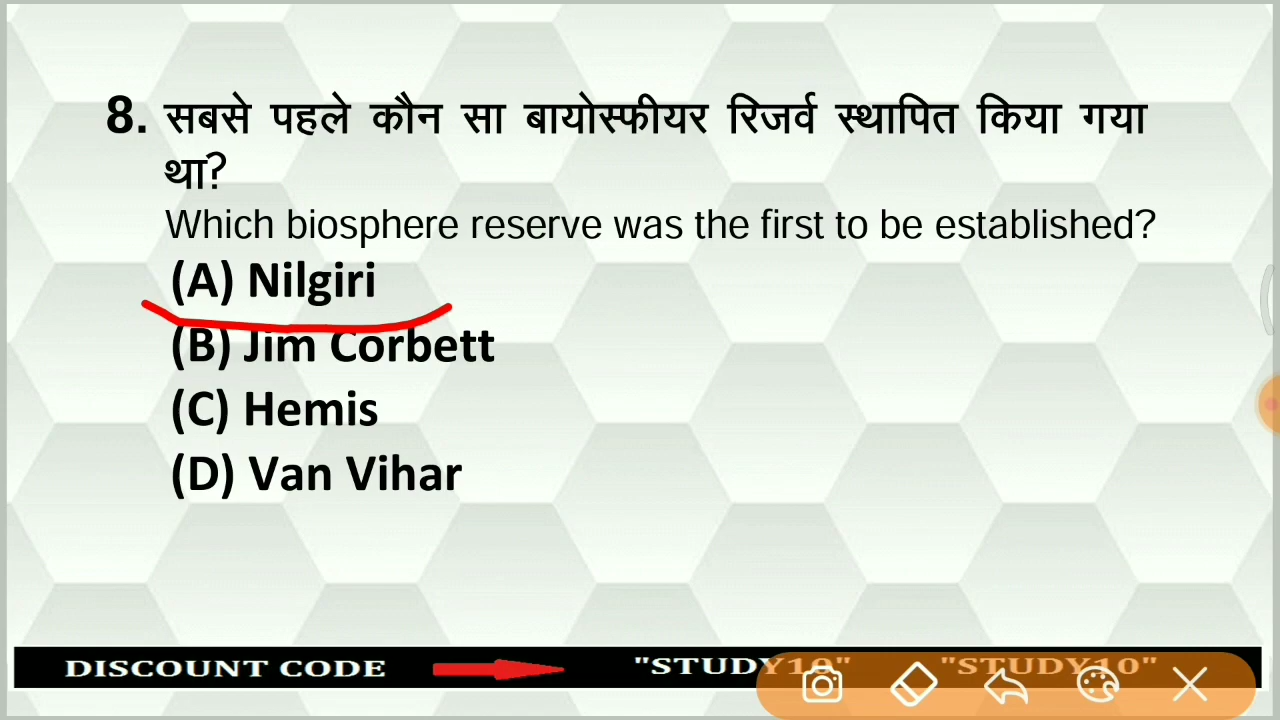 8. सबसे पहले कौन सा बायोस्फीयर रिजर्व स्थापित किया गया
था?
Which biosphere reserve was the first to be established?
(A) Nilgiri
(B) Jim Corbett
(C) Hemis
(D) Van Vihar
DISCOUNT CODE "STUDY10" "STUDY10"